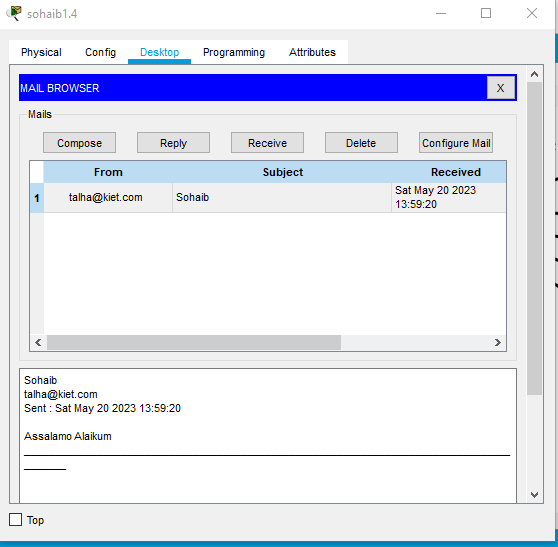 sohaib1.4
Physical Config Desktop Programming Attributes
MAIL BROWSER X
Mails
Compose Reply Receive Delete Configure Mail
From Subject Received
1 talha@kiet.com Sohaib Sat May 20 2023
13:59:20
Sohaib
talha@kiet.com
Sent : Sat May 20 2023 13:59:20
Assalamo Alaikum
Top